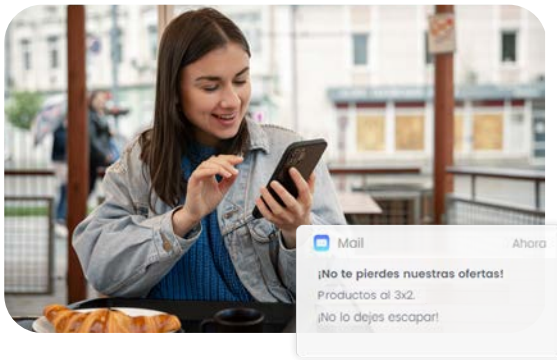 Mail
Ahora
¡No te pierdes nuestras ofertas!
Productos al 3x2.
¡No lo dejes escapar!